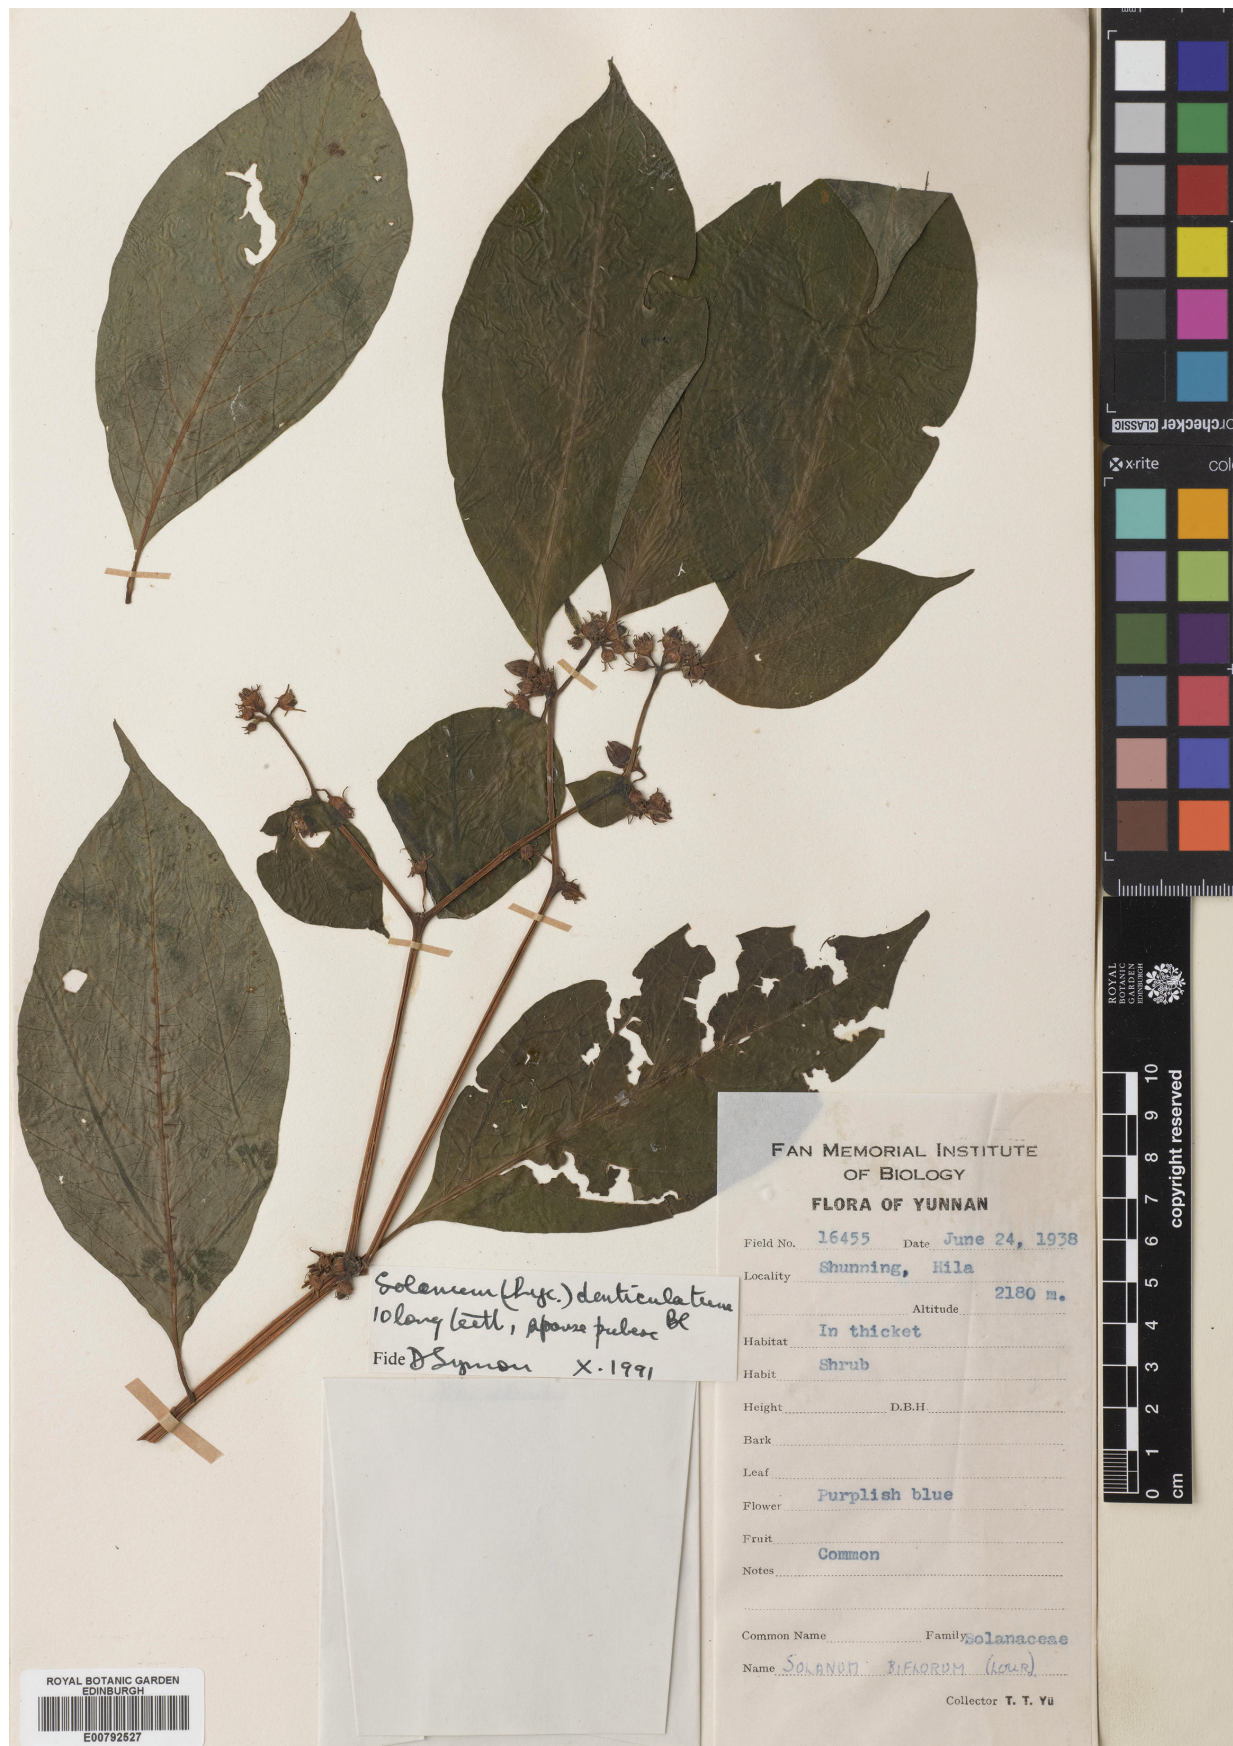 rchecker CLASSIC
x-rite
colo
ROYAL
BOTANIC
GARDEN
EDINBURGH
0 1 2 3 4 5 6 7 8 9 10
cm
copyright reserved
FAN MEMORIAL INSTITUTE
OF BIOLOGY
FLORA OF YUNNAN
Field No. 16455 Date June 24, 1938
Locality Shunning, Hila
Altitude 2180 m.
Habitat In thicket
Habit Shrub
Height D.B.H
Bark
Leaf
Flower Purplish blue
Fruit
Notes Common
Common Name Family Solanaceae
Name SOLANUM BIFLORUM (LOUR)
Collector T. T. Yü
Solanum (Lyc.) denticulatum
10 long teeth, sparse pubesc Bl
Fide D Symon X. 1991
ROYAL BOTANIC GARDEN
EDINBURGH
E00792527